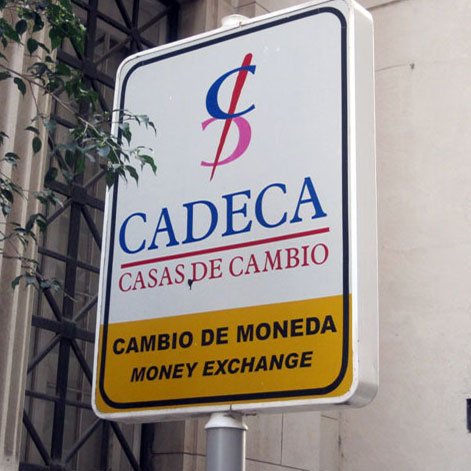 CADECA
CASAS DE CAMBIO
CAMBIO DE MONEDA
MONEY EXCHANGE